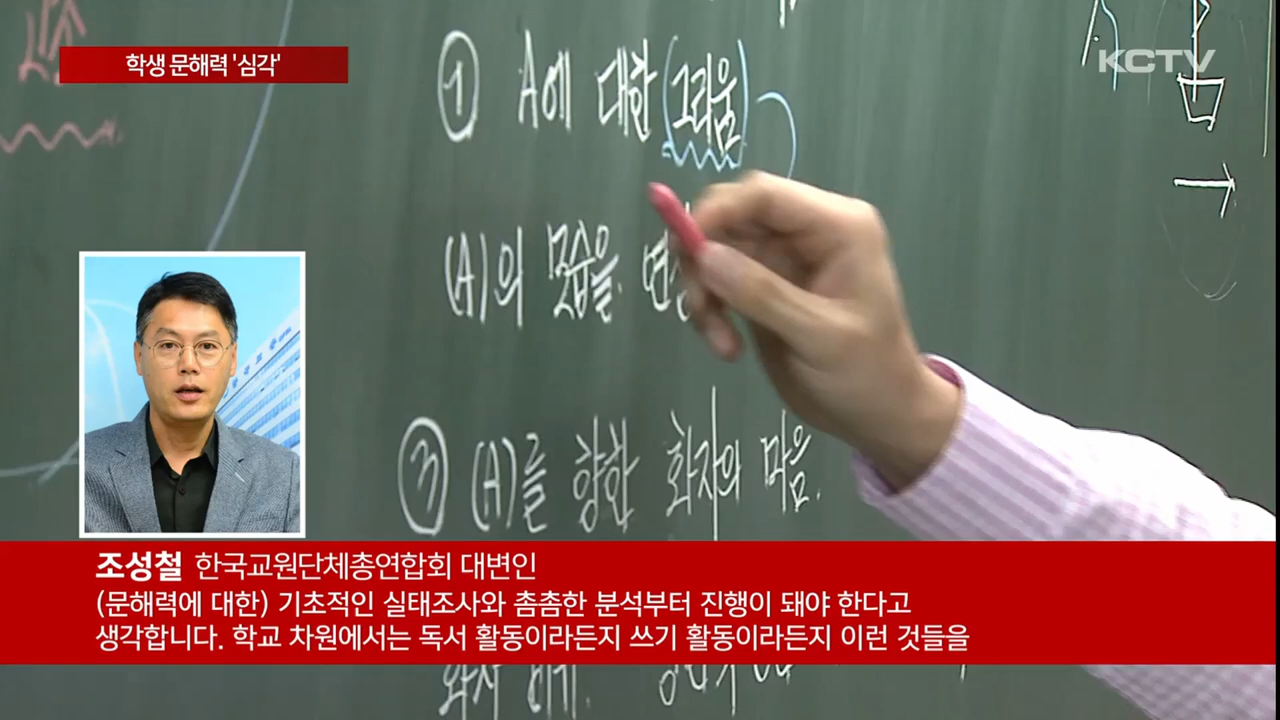 학생 문해력 '심각'
KCTV
① A에 대한 (그리움)
(A)의 모습을
③ (A)를 향한 화자의 마음.
조성철 한국교원단체총연합회 대변인
(문해력에 대한) 기초적인 실태조사와 촘촘한 분석부터 진행이 돼야 한다고
생각합니다. 학교 차원에서는 독서 활동이라든지 쓰기 활동이라든지 이런 것들을